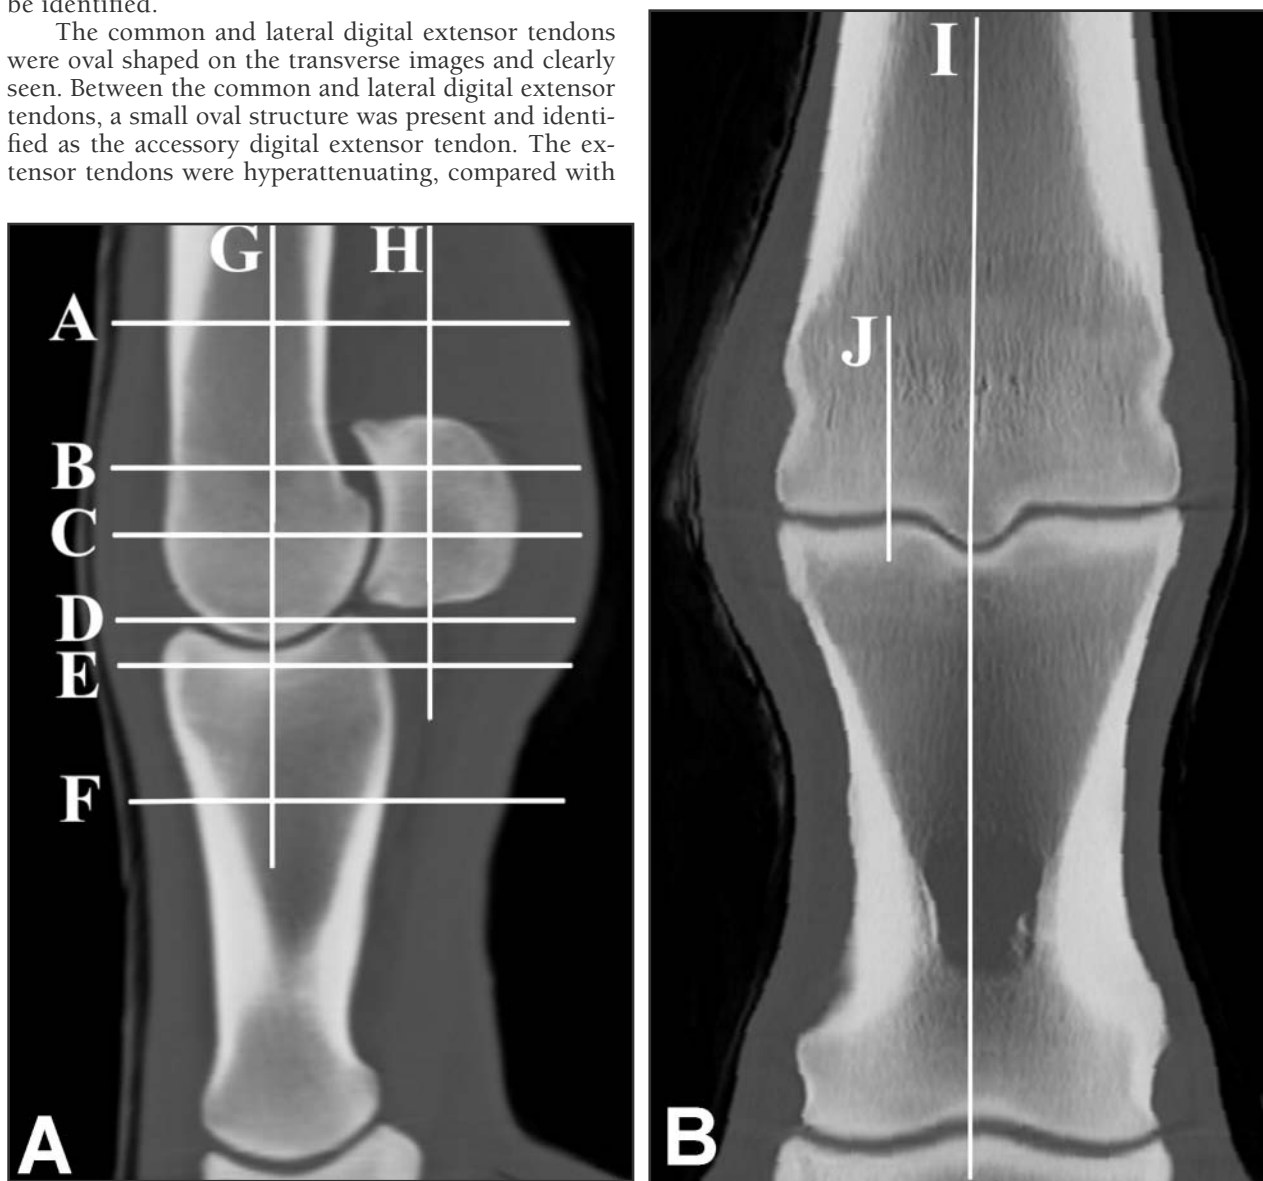 be identified.
The common and lateral digital extensor tendons
were oval shaped on the transverse images and clearly
seen. Between the common and lateral digital extensor
tendons, a small oval structure was present and identi-
fied as the accessory digital extensor tendon. The ex-
tensor tendons were hyperattenuating, compared with
G H
A
B
C
D
E
F
A
I
J
B